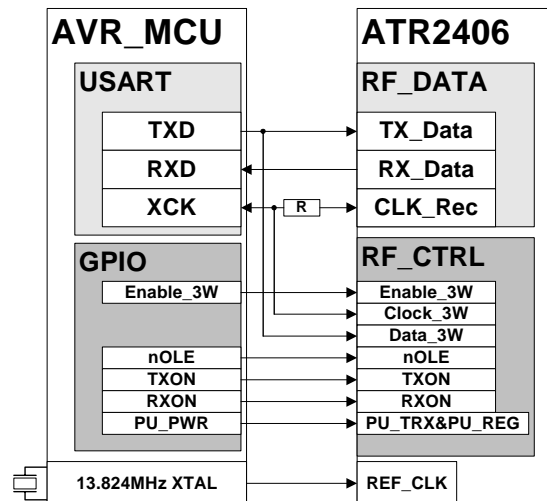 AVR_MCU ATR2406
USART RF_DATA
TXD TX_Data
RXD RX_Data
XCK R CLK_Rec
GPIO RF_CTRL
Enable_3W Enable_3W
Clock_3W
Data_3W
nOLE nOLE
TXON TXON
RXON RXON
PU_PWR PU_TRX&PU_REG
13.824MHz XTAL REF_CLK